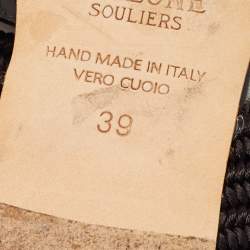 SOULIERS
HAND MADE IN ITALY
VERO CUOIO
39